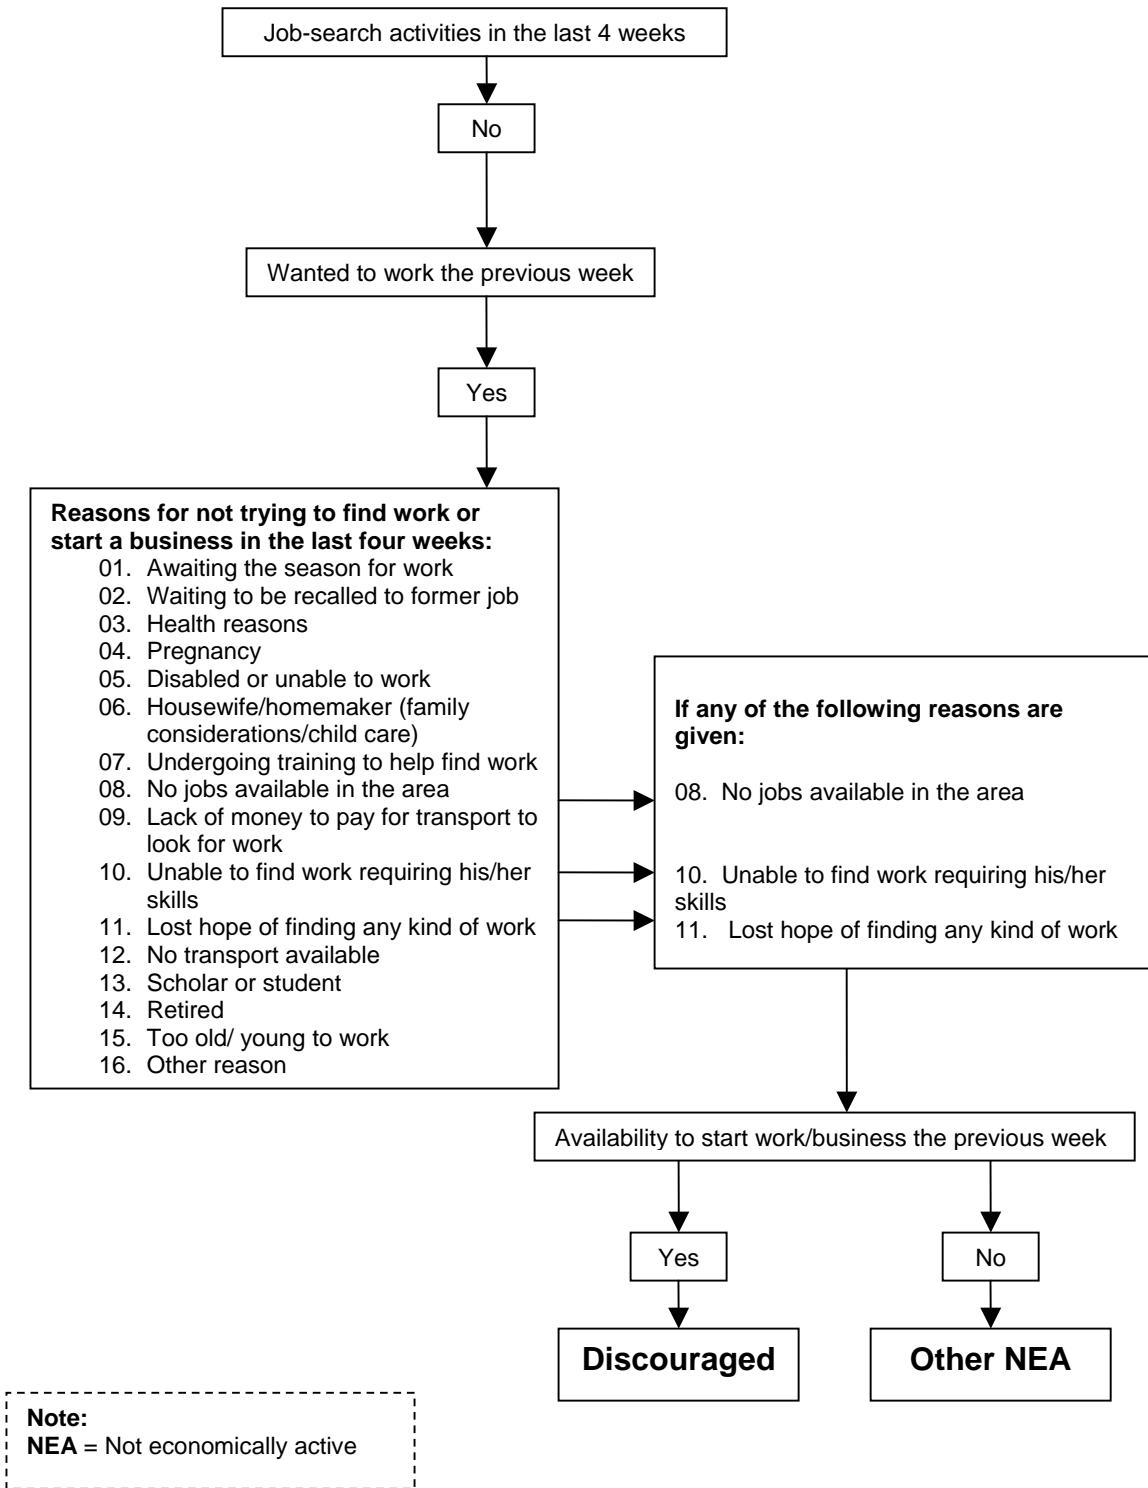 Job-search activities in the last 4 weeks
No
Wanted to work the previous week
Yes
Reasons for not trying to find work or
start a business in the last four weeks:
01. Awaiting the season for work
02. Waiting to be recalled to former job
03. Health reasons
04. Pregnancy
05. Disabled or unable to work
06. Housewife/homemaker (family
considerations/child care)
07. Undergoing training to help find work
08. No jobs available in the area
09. Lack of money to pay for transport to
look for work
10. Unable to find work requiring his/her
skills
11. Lost hope of finding any kind of work
12. No transport available
13. Scholar or student
14. Retired
15. Too old/ young to work
16. Other reason
If any of the following reasons are
given:
08. No jobs available in the area
10. Unable to find work requiring his/her
skills
11. Lost hope of finding any kind of work
Availability to start work/business the previous week
Yes
No
Discouraged
Other NEA
Note:
NEA = Not economically active